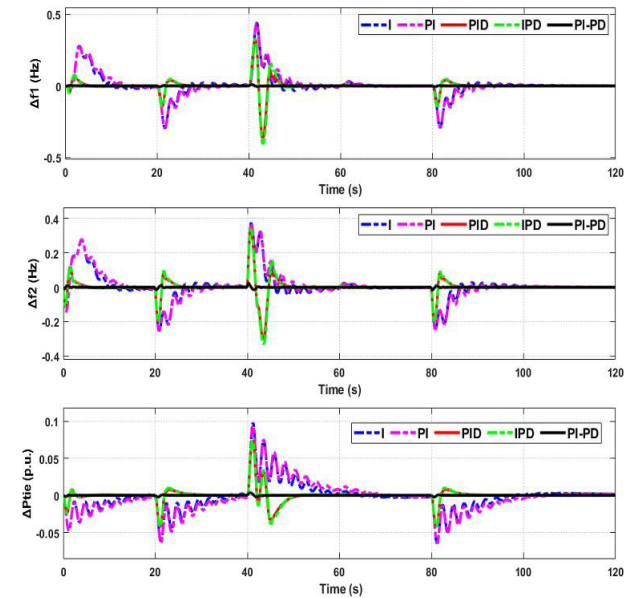 Δf1 (Hz)
0.5
0
-0.5
I PI PID IPD PI-PD
0 20 40 60 80 100 120
Time (s)
Δf2 (Hz)
0.4
0.2
0
-0.2
-0.4
I PI PID IPD PI-PD
0 20 40 60 80 100 120
Time (s)
ΔPtie (p.u.)
0.1
0.05
0
-0.05
I PI PID IPD PI-PD
0 20 40 60 80 100 120
Time (s)